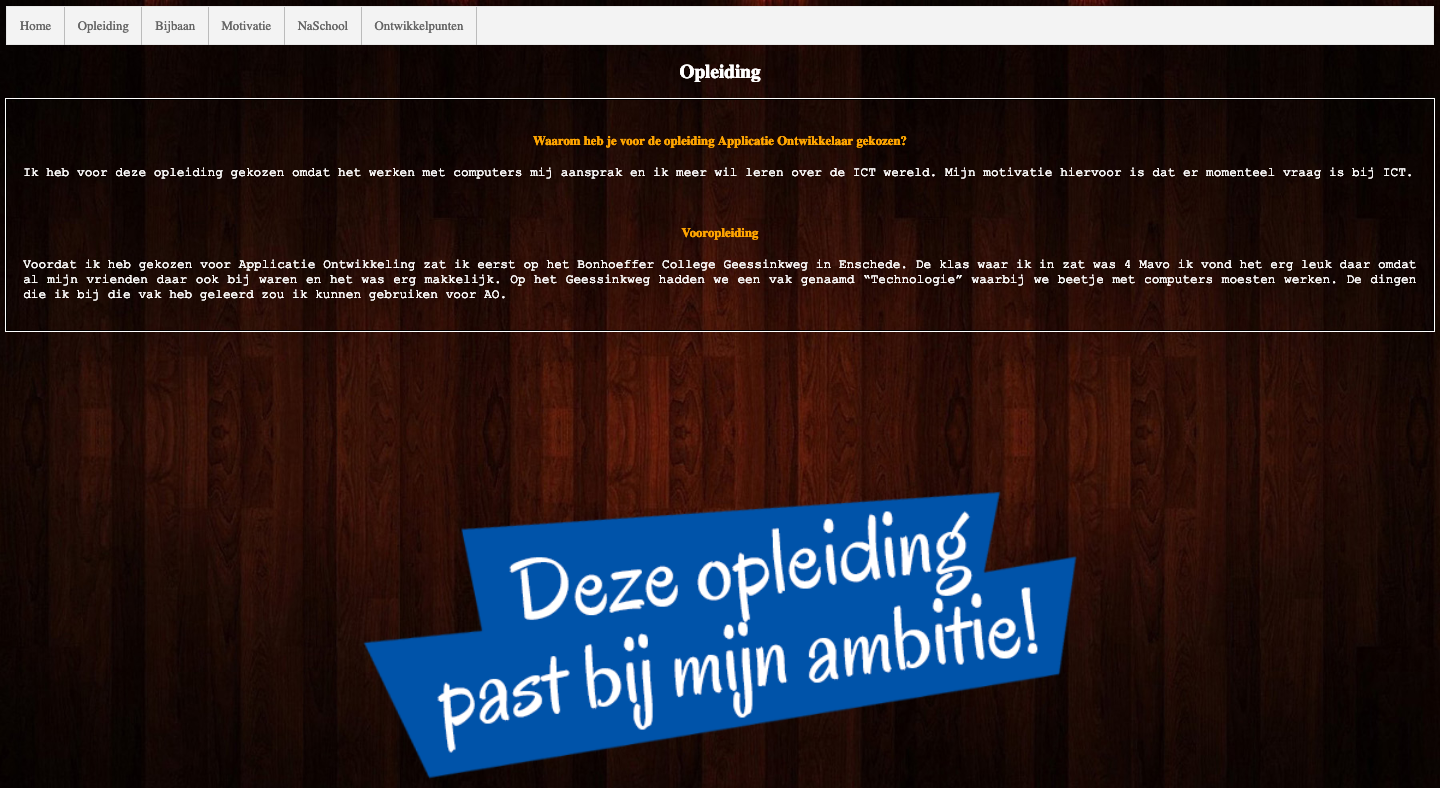 Home Opleiding Bijbaan Motivatie NaSchool Ontwikkelpunten
Opleiding
Waarom heb je voor de opleiding Applicatie Ontwikkelaar gekozen?
Ik heb voor deze opleiding gekozen omdat het werken met computers mij aansprak en ik meer wil leren over de ICT wereld. Mijn motivatie hiervoor is dat er momenteel vraag is bij ICT.
Vooropleiding
Voordat ik heb gekozen voor Applicatie Ontwikkeling zat ik eerst op het Bonhoeffer College Geessinkweg in Enschede. De klas waar ik in zat was 4 Mavo ik vond het erg leuk daar omdat
al mijn vrienden daar ook bij waren en het was erg makkelijk. Op het Geessinkweg hadden we een vak genaamd “Technologie” waarbij we beetje met computers moesten werken. De dingen
die ik bij die vak heb geleerd zou ik kunnen gebruiken voor AO.
Deze opleiding
past bij mijn ambitie!